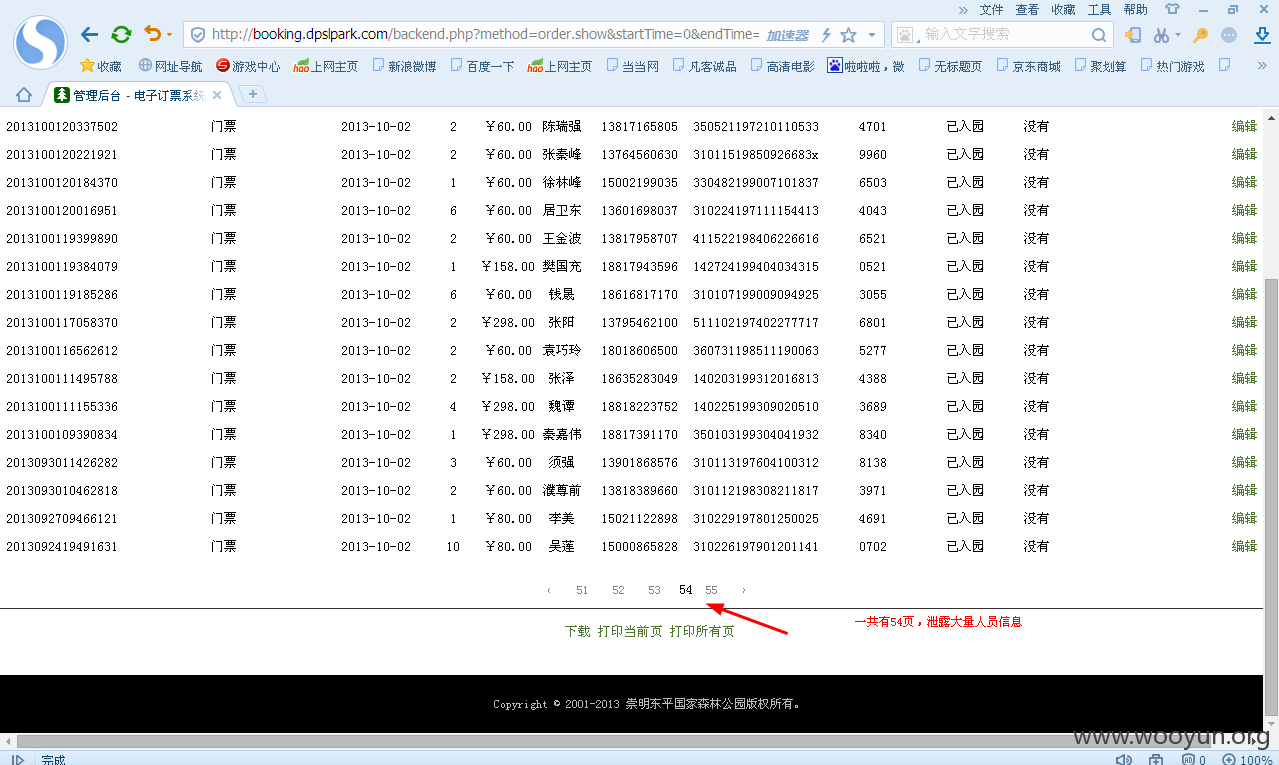 » 文件 查看 收藏 工具 帮助
http://booking.dpslpark.com/backend.php?method=order.show&startTime=0&endTime= 加速器 输入文字搜索
收藏 网址导航 游戏中心 hao 上网主页 新浪微博 百度一下 hao 上网主页 当当网 凡客诚品 高清电影 啦啦啦，微 无标题页 京东商城 聚划算 热门游戏 »
管理后台 - 电子订票系统
2013100120337502 门票 2013-10-02 2 ￥60.00 陈瑞强 13817165805 350521197210110533 4701 已入园 没有 编辑
2013100120221921 门票 2013-10-02 2 ￥60.00 张秦峰 13764560630 31011519850926683x 9960 已入园 没有 编辑
2013100120184370 门票 2013-10-02 1 ￥60.00 徐林峰 15002199035 330482199007101837 6503 已入园 没有 编辑
2013100120016951 门票 2013-10-02 6 ￥60.00 居卫东 13601698037 310224197111154413 4043 已入园 没有 编辑
2013100119399890 门票 2013-10-02 2 ￥60.00 王金波 13817958707 411522198406226616 6521 已入园 没有 编辑
2013100119384079 门票 2013-10-02 1 ￥158.00 樊国充 18817943596 142724199404034315 0521 已入园 没有 编辑
2013100119185286 门票 2013-10-02 6 ￥60.00 钱晟 18616817170 310107199009094925 3055 已入园 没有 编辑
2013100117058370 门票 2013-10-02 2 ￥298.00 张阳 13795462100 511102197402277717 6801 已入园 没有 编辑
2013100116562612 门票 2013-10-02 2 ￥60.00 袁巧玲 18018606500 360731198511190063 5277 已入园 没有 编辑
2013100111495788 门票 2013-10-02 2 ￥158.00 张泽 18635283049 140203199312016813 4388 已入园 没有 编辑
2013100111155336 门票 2013-10-02 4 ￥298.00 魏谭 18818223752 140225199309020510 3689 已入园 没有 编辑
2013100109390834 门票 2013-10-02 1 ￥298.00 秦嘉伟 18817391170 350103199304041932 8340 已入园 没有 编辑
2013093011426282 门票 2013-10-02 3 ￥60.00 须强 13901868576 310113197604100312 8138 已入园 没有 编辑
2013093010462818 门票 2013-10-02 2 ￥60.00 濮尊前 13818389660 310112198308211817 3971 已入园 没有 编辑
2013092709466121 门票 2013-10-02 1 ￥80.00 李美 15021122898 310229197801250025 4691 已入园 没有 编辑
2013092419491631 门票 2013-10-02 10 ￥80.00 吴莲 15000865828 310226197901201141 0702 已入园 没有 编辑
‹ 51 52 53 54 55 ›
一共有54页，泄露大量人员信息
下载 打印当前页 打印所有页
Copyright © 2001-2013 崇明东平国家森林公园版权所有。
www.wooyun.org
完成 0 100%